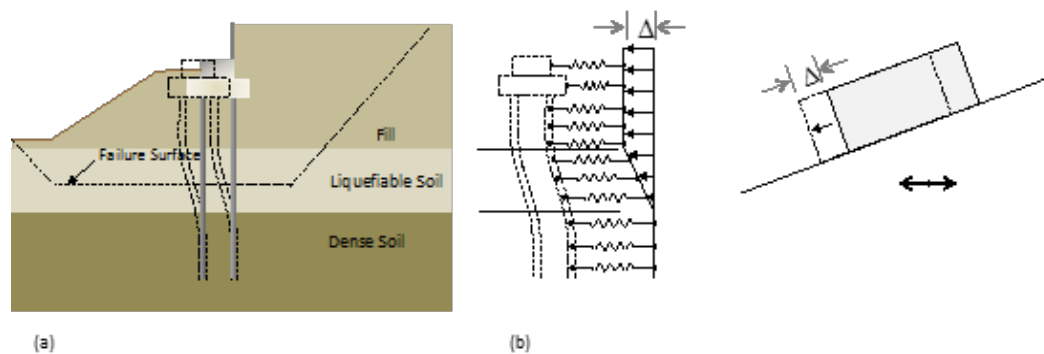 Δ
Δ
Fill
Failure Surface
Liquefiable Soil
Dense Soil
(a)
(b)